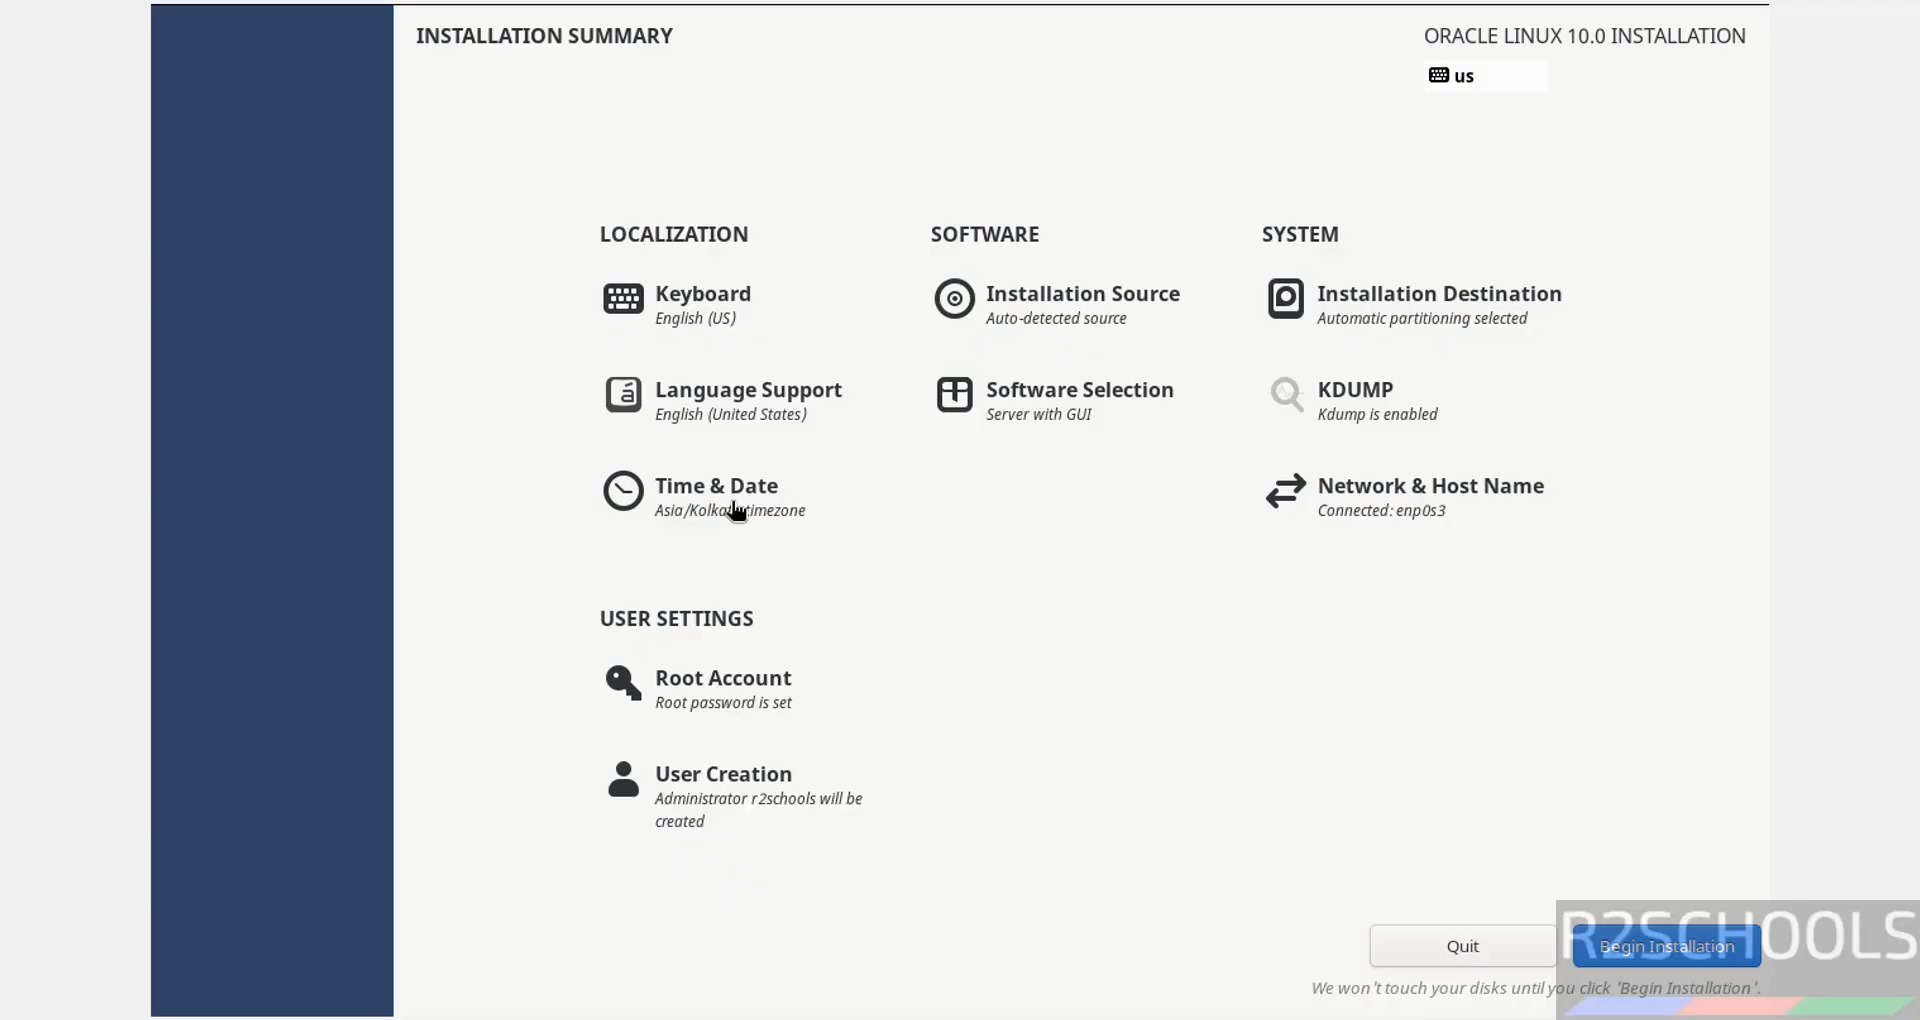 INSTALLATION SUMMARY
ORACLE LINUX 10.0 INSTALLATION
us
LOCALIZATION
Keyboard
English (US)
Language Support
English (United States)
Time & Date
Asia/Kolkata timezone
SOFTWARE
Installation Source
Auto-detected source
Software Selection
Server with GUI
SYSTEM
Installation Destination
Automatic partitioning selected
KDUMP
Kdump is enabled
Network & Host Name
Connected: enp0s3
USER SETTINGS
Root Account
Root password is set
User Creation
Administrator r2schools will be
created
Quit
Begin Installation
We won't touch your disks until you click 'Begin Installation'.
R2SCHOOLS